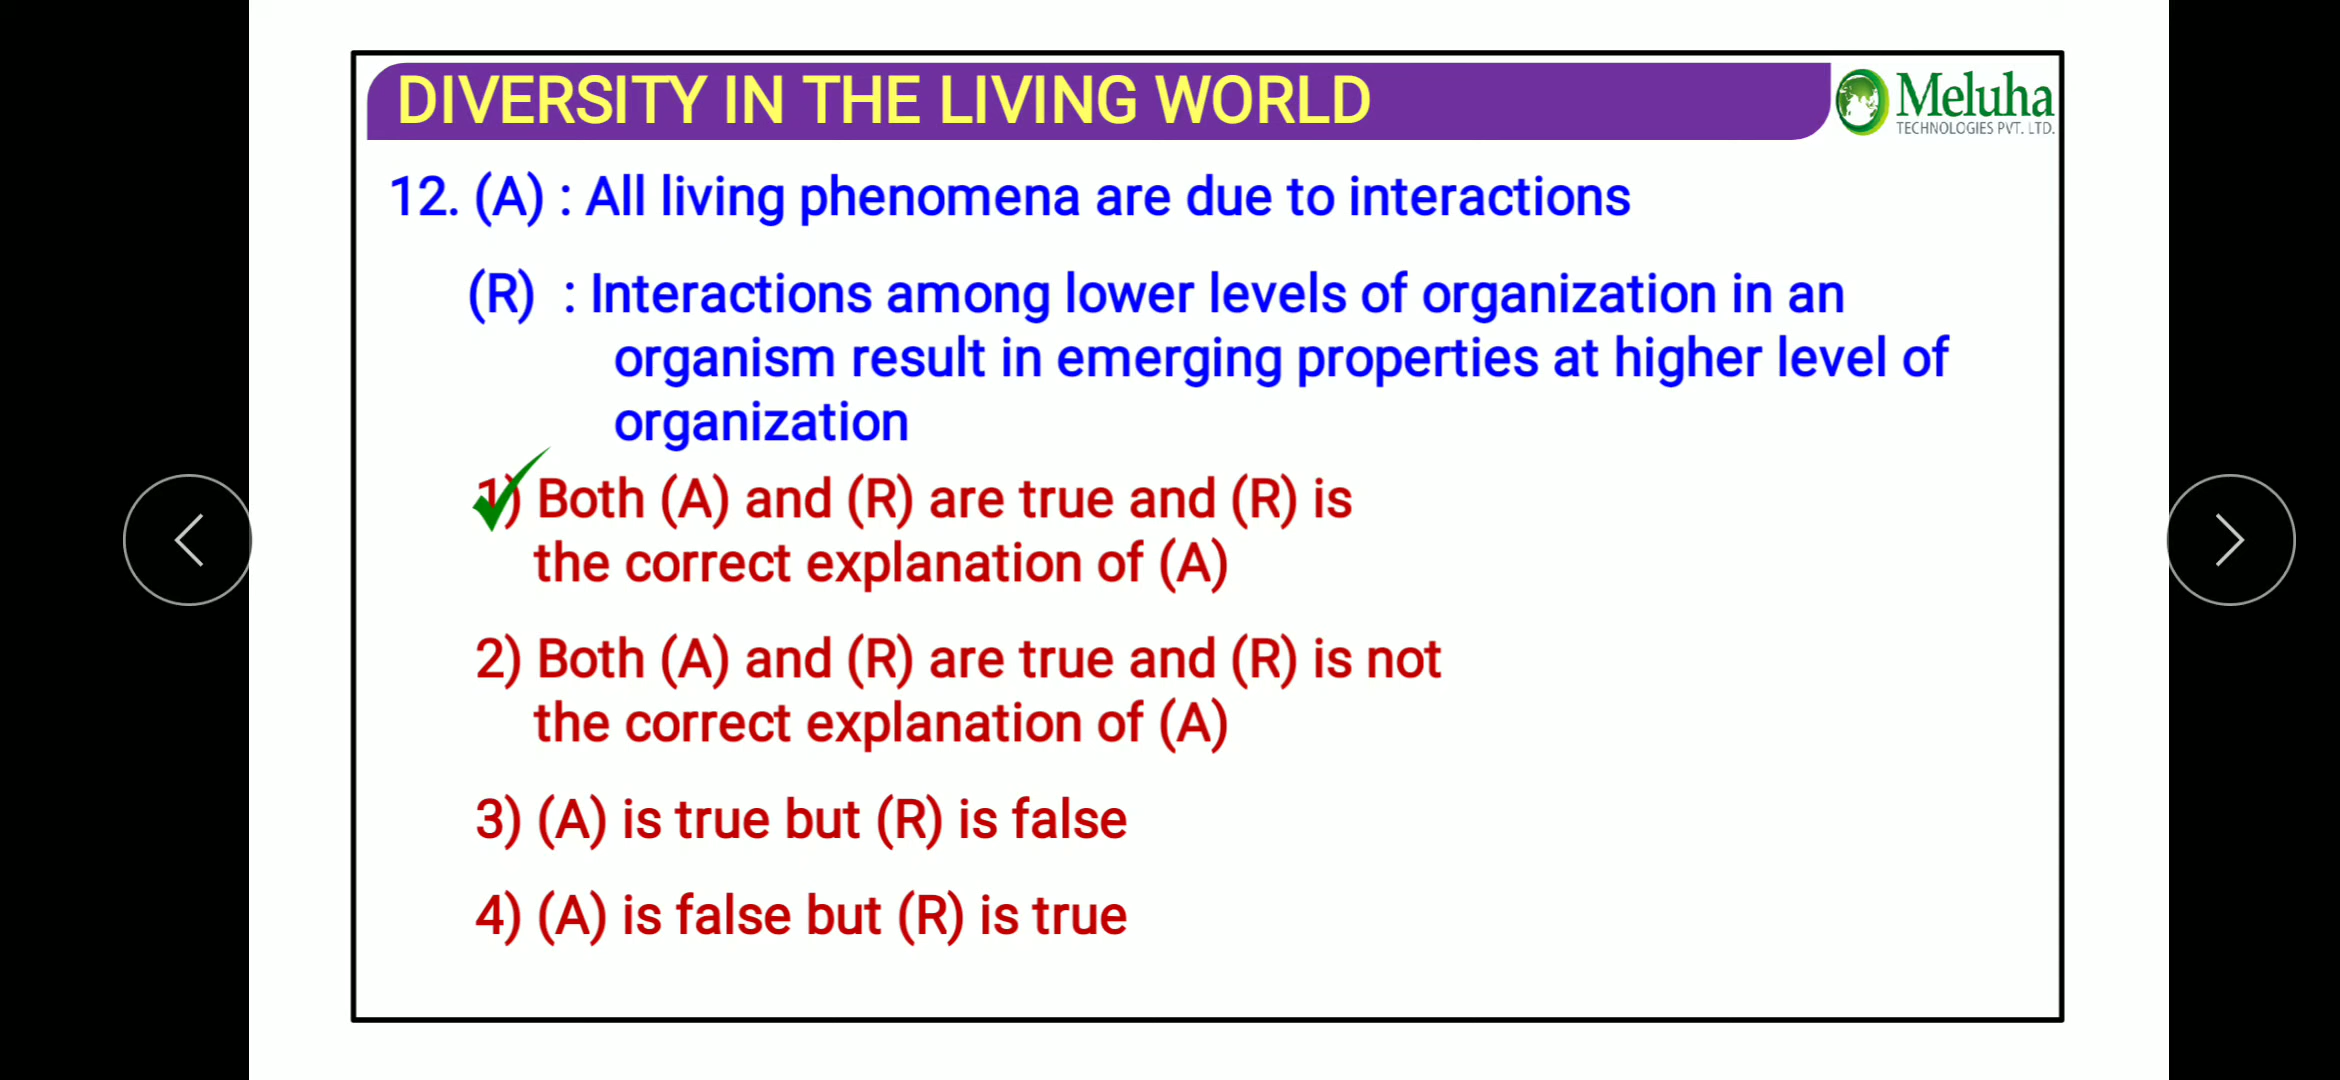 DIVERSITY IN THE LIVING WORLD
Meluha
TECHNOLOGIES PVT. LTD.
12. (A) : All living phenomena are due to interactions
(R) : Interactions among lower levels of organization in an
organism result in emerging properties at higher level of
organization
1) Both (A) and (R) are true and (R) is
the correct explanation of (A)
2) Both (A) and (R) are true and (R) is not
the correct explanation of (A)
3) (A) is true but (R) is false
4) (A) is false but (R) is true